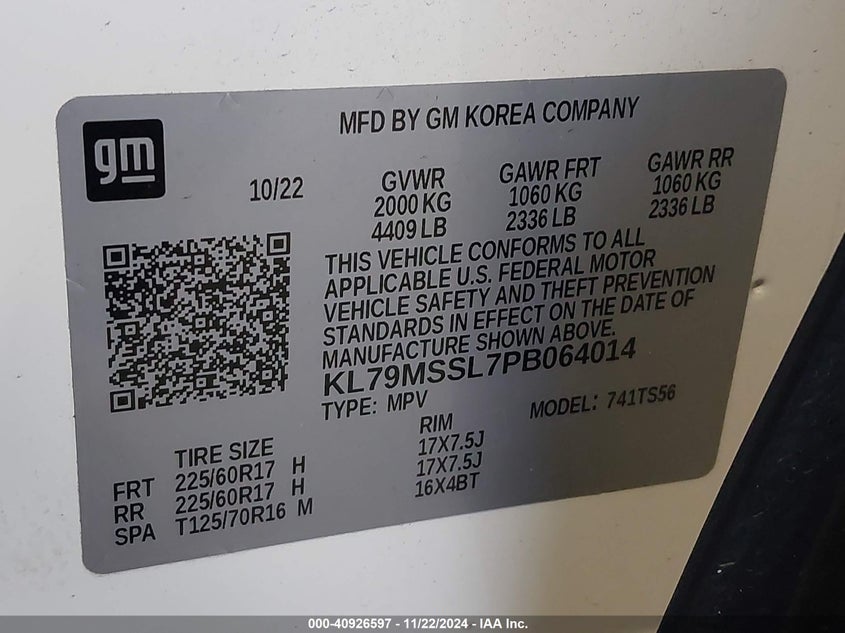 gm
MFD BY GM KOREA COMPANY
10/22
GVWR
2000 KG
4409 LB
GAWR FRT
1060 KG
2336 LB
GAWR RR
1060 KG
2336 LB
THIS VEHICLE CONFORMS TO ALL
APPLICABLE U.S. FEDERAL MOTOR
VEHICLE SAFETY AND THEFT PREVENTION
STANDARDS IN EFFECT ON THE DATE OF
MANUFACTURE SHOWN ABOVE.
KL79MSSL7PB064014
TYPE: MPV MODEL: 741TS56
TIRE SIZE RIM
FRT 225/60R17 H 17X7.5J
RR 225/60R17 H 17X7.5J
SPA T125/70R16 M 16X4BT
000-40926597 - 11/22/2024 - IAA Inc.